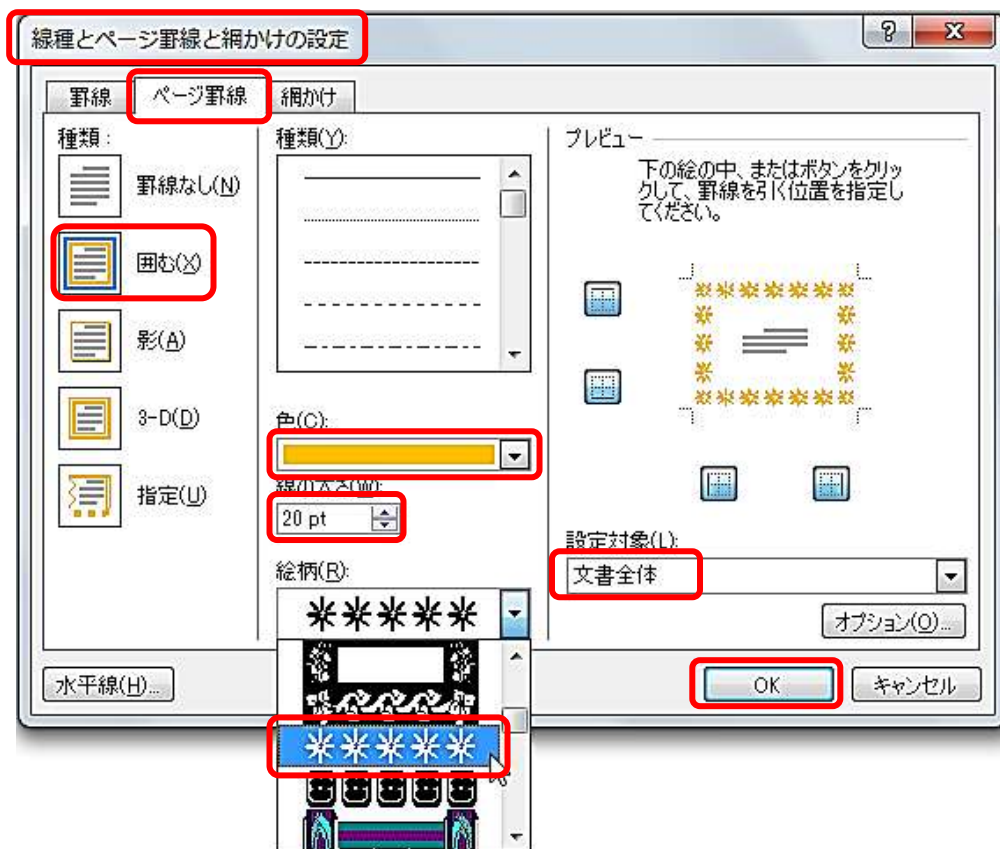 線種とページ罫線と網かけの設定
罫線
ページ罫線
網かけ
種類:
罫線なし(N)
囲む(X)
影(A)
3-D(D)
指定(U)
種類(Y):
色(C):
線の太さ(W):
20 pt
絵柄(R):
プレビュー
下の絵の中、またはボタンをクリッ
クして、罫線を引く位置を指定し
てください。
設定対象(L):
文書全体
オプション(O)...
水平線(H)...
OK
キャンセル